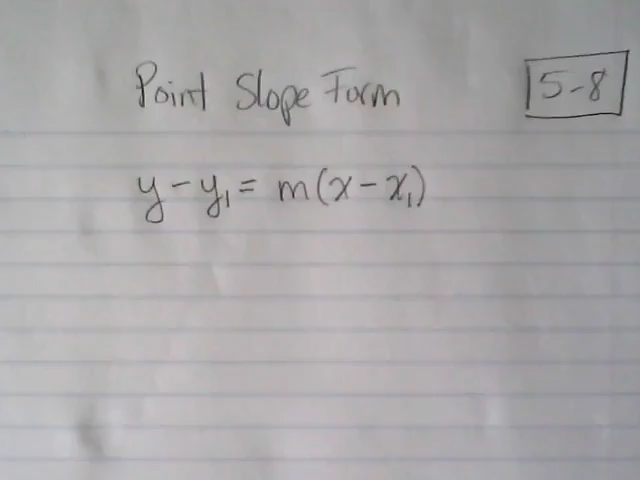 Point Slope Form
5-8
y - y₁ = m(x - x₁)